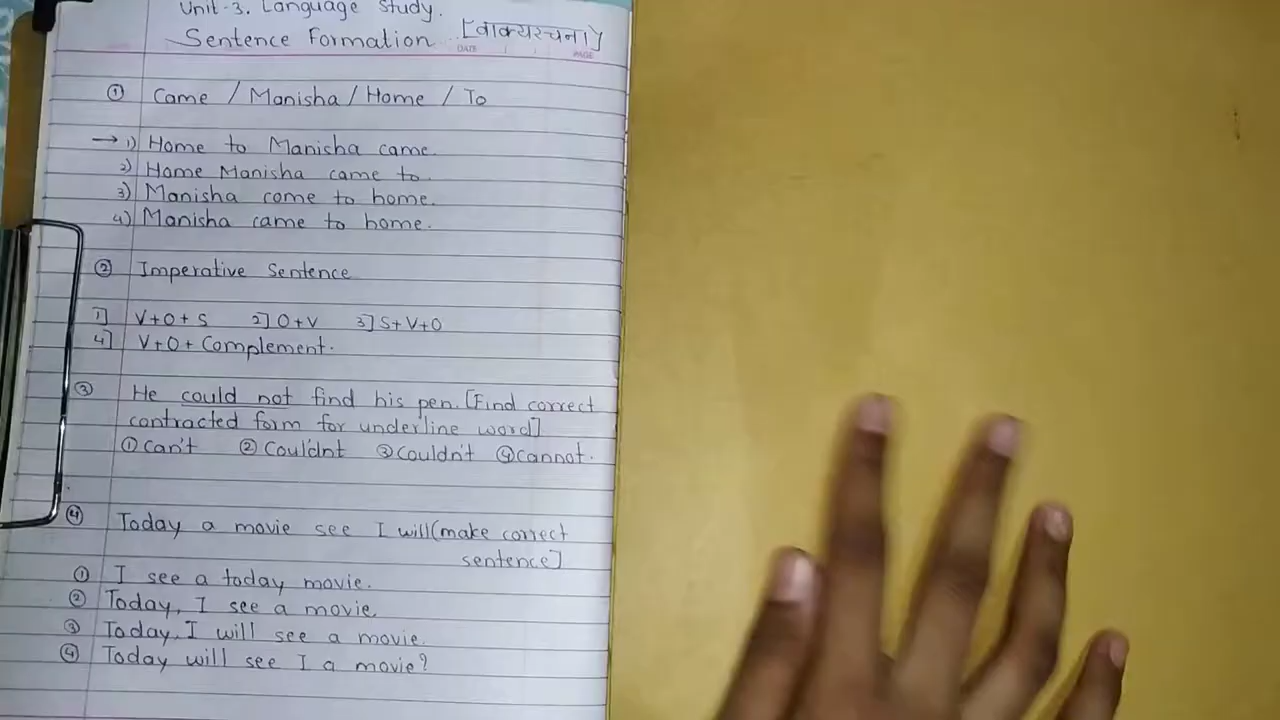 Unit-3. Language Study.
Sentence Formation [वाक्यरचना]
DATE PAGE
① Came / Manisha / Home / To
→ 1) Home to Manisha came.
2) Home Manisha came to.
3) Manisha come to home.
4) Manisha came to home.
② Imperative Sentence
1] V+O+S 2] O+V 3] S+V+O
4] V+O+Complement.
③ He could not find his pen. [Find correct
contracted form for underline word]
① Can't ② Could'nt ③ Couldn't ④ cannot.
④ Today a movie see I will (make correct
sentence]
① I see a today movie.
② Today, I see a movie.
③ Today, I will see a movie.
④ Today will see I a movie?